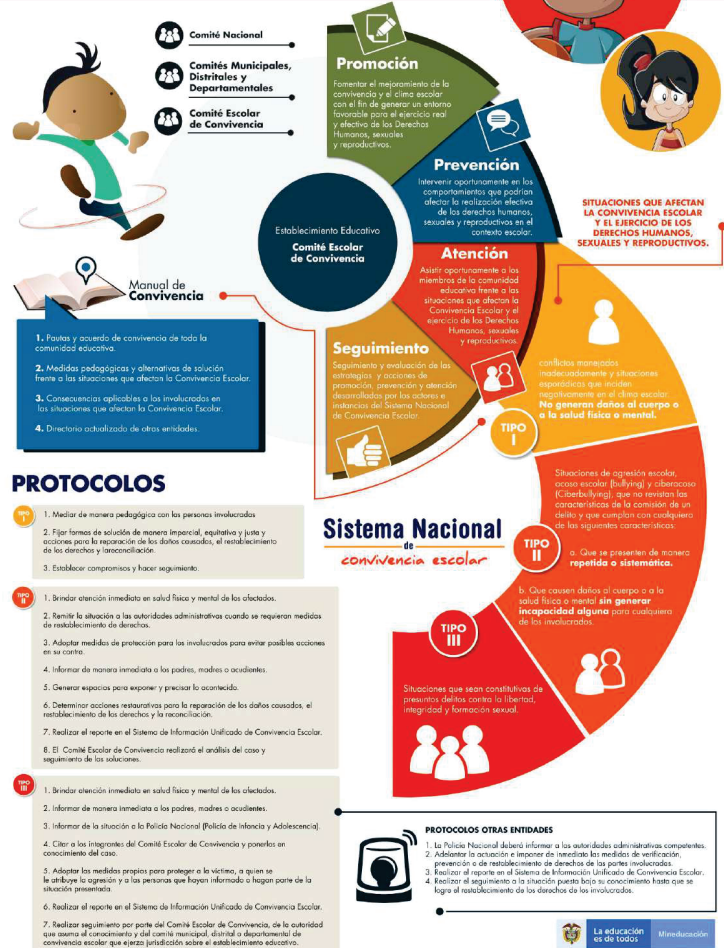 Comité Nacional
Comités Municipales,
Distritales y
Departamentales
Comité Escolar
de Convivencia
Promoción
Fomentar el mejoramiento de la
convivencia y el clima escolar
con el fin de generar un entorno
favorable para el ejercicio real
y efectivo de los Derechos
Humanos, sexuales
y reproductivos.
Prevención
Intervenir oportunamente en los
comportamientos que podrían
afectar la realización efectiva
de los derechos humanos,
sexuales y reproductivos en el
contexto escolar.
Establecimiento Educativo
Comité Escolar
de Convivencia
Atención
Asistir oportunamente a los
miembros de la comunidad
educativa frente a las
situaciones que afectan la
Convivencia Escolar y el
ejercicio de los Derechos
Humanos, sexuales
y reproductivos.
Seguimiento
Seguimiento y evaluación de las
estrategias y acciones de
promoción, prevención y atención
desarrolladas por los actores e
instancias del Sistema Nacional
de Convivencia Escolar.
SITUACIONES QUE AFECTAN
LA CONVIVENCIA ESCOLAR
Y EL EJERCICIO DE LOS
DERECHOS HUMANOS,
SEXUALES Y REPRODUCTIVOS.
Manual de
Convivencia
1. Pautas y acuerdo de convivencia de toda la
comunidad educativa.
2. Medidas pedagógicas y alternativas de solución
frente a las situaciones que afectan la Convivencia Escolar.
3. Consecuencias aplicables a los involucrados en
las situaciones que afectan la Convivencia Escolar.
4. Directorio actualizado de otras entidades.
TIPO
I
conflictos manejados
inadecuadamente y situaciones
esporádicas que inciden
negativamente en el clima escolar.
No generan daños al cuerpo o
a la salud física o mental.
TIPO
II
Situaciones de agresión escolar,
acoso escolar (bullying) y ciberacoso
(Ciberbullying), que no revistan las
características de la comisión de un
delito y que cumplan con cualquiera
de las siguientes características:
a. Que se presenten de manera
repetida o sistemática.
b. Que causen daños al cuerpo o a la
salud física o mental sin generar
incapacidad alguna para cualquiera
de los involucrados.
TIPO
III
Situaciones que sean constitutivas de
presuntos delitos contra la libertad,
integridad y formación sexual.
Sistema Nacional
de
convivencia escolar
PROTOCOLOS
TIPO
I
1. Mediar de manera pedagógica con las personas involucradas
2. Fijar formas de solución de manera imparcial, equitativa y justa y
acciones para la reparación de los daños causados, el restablecimiento
de los derechos y lareconciliación.
3. Establecer compromisos y hacer seguimiento.
TIPO
II
1. Brindar atención inmediata en salud física y mental de los afectados.
2. Remitir la situación a las autoridades administrativas cuando se requieran medidas
de restablecimiento de derechos.
3. Adoptar medidas de protección para los involucrados para evitar posibles acciones
en su contra.
4. Informar de manera inmediata a los padres, madres o acudientes.
5. Generar espacios para exponer y precisar lo acontecido.
6. Determinar acciones restaurativas para la reparación de los daños causados, el
restablecimiento de los derechos y la reconciliación.
7. Realizar el reporte en el Sistema de Información Unificado de Convivencia Escolar.
8. El Comité Escolar de Convivencia realizará el análisis del caso y
seguimiento de las soluciones.
TIPO
III
1. Brindar atención inmediata en salud física y mental de los afectados.
2. Informar de manera inmediata a los padres, madres o acudientes.
3. Informar de la situación a la Policía Nacional (Policía de Infancia y Adolescencia).
4. Citar a los integrantes del Comité Escolar de Convivencia y ponerlos en
conocimiento del caso.
5. Adoptar las medidas propias para proteger a la víctima, a quien se
le atribuye la agresión y a las personas que hayan informado o hagan parte de la
situación presentada.
6. Realizar el reporte en el Sistema de Información Unificado de Convivencia Escolar.
7. Realizar seguimiento por parte del Comité Escolar de Convivencia, de la autoridad
que asuma el conocimiento y del comité municipal, distrital o departamental de
convivencia escolar que ejerza jurisdicción sobre el establecimiento educativo.
PROTOCOLOS OTRAS ENTIDADES
1. La Policía Nacional deberá informar a las autoridades administrativas competentes.
2. Adelantar la actuación e imponer de inmediato las medidas de verificación,
prevención o de restablecimiento de derechos de las partes involucradas.
3. Realizar el reporte en el Sistema de Información Unificado de Convivencia Escolar.
4. Realizar el seguimiento a la situación puesta bajo su conocimiento hasta que se
logre el restablecimiento de los derechos de los involucrados.
La educación
es de todos
Mineducación